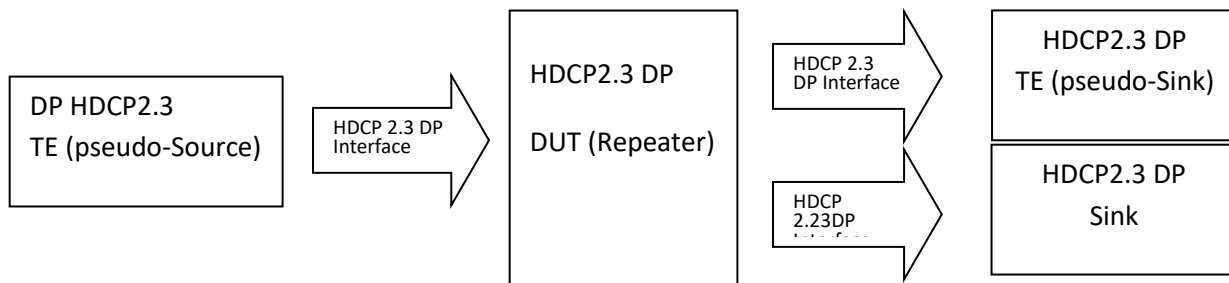 DP HDCP2.3
TE (pseudo-Source)
HDCP 2.3 DP
Interface
HDCP2.3 DP
DUT (Repeater)
HDCP 2.3
DP Interface
HDCP
2.23DP
Interface
HDCP2.3 DP
TE (pseudo-Sink)
HDCP2.3 DP
Sink